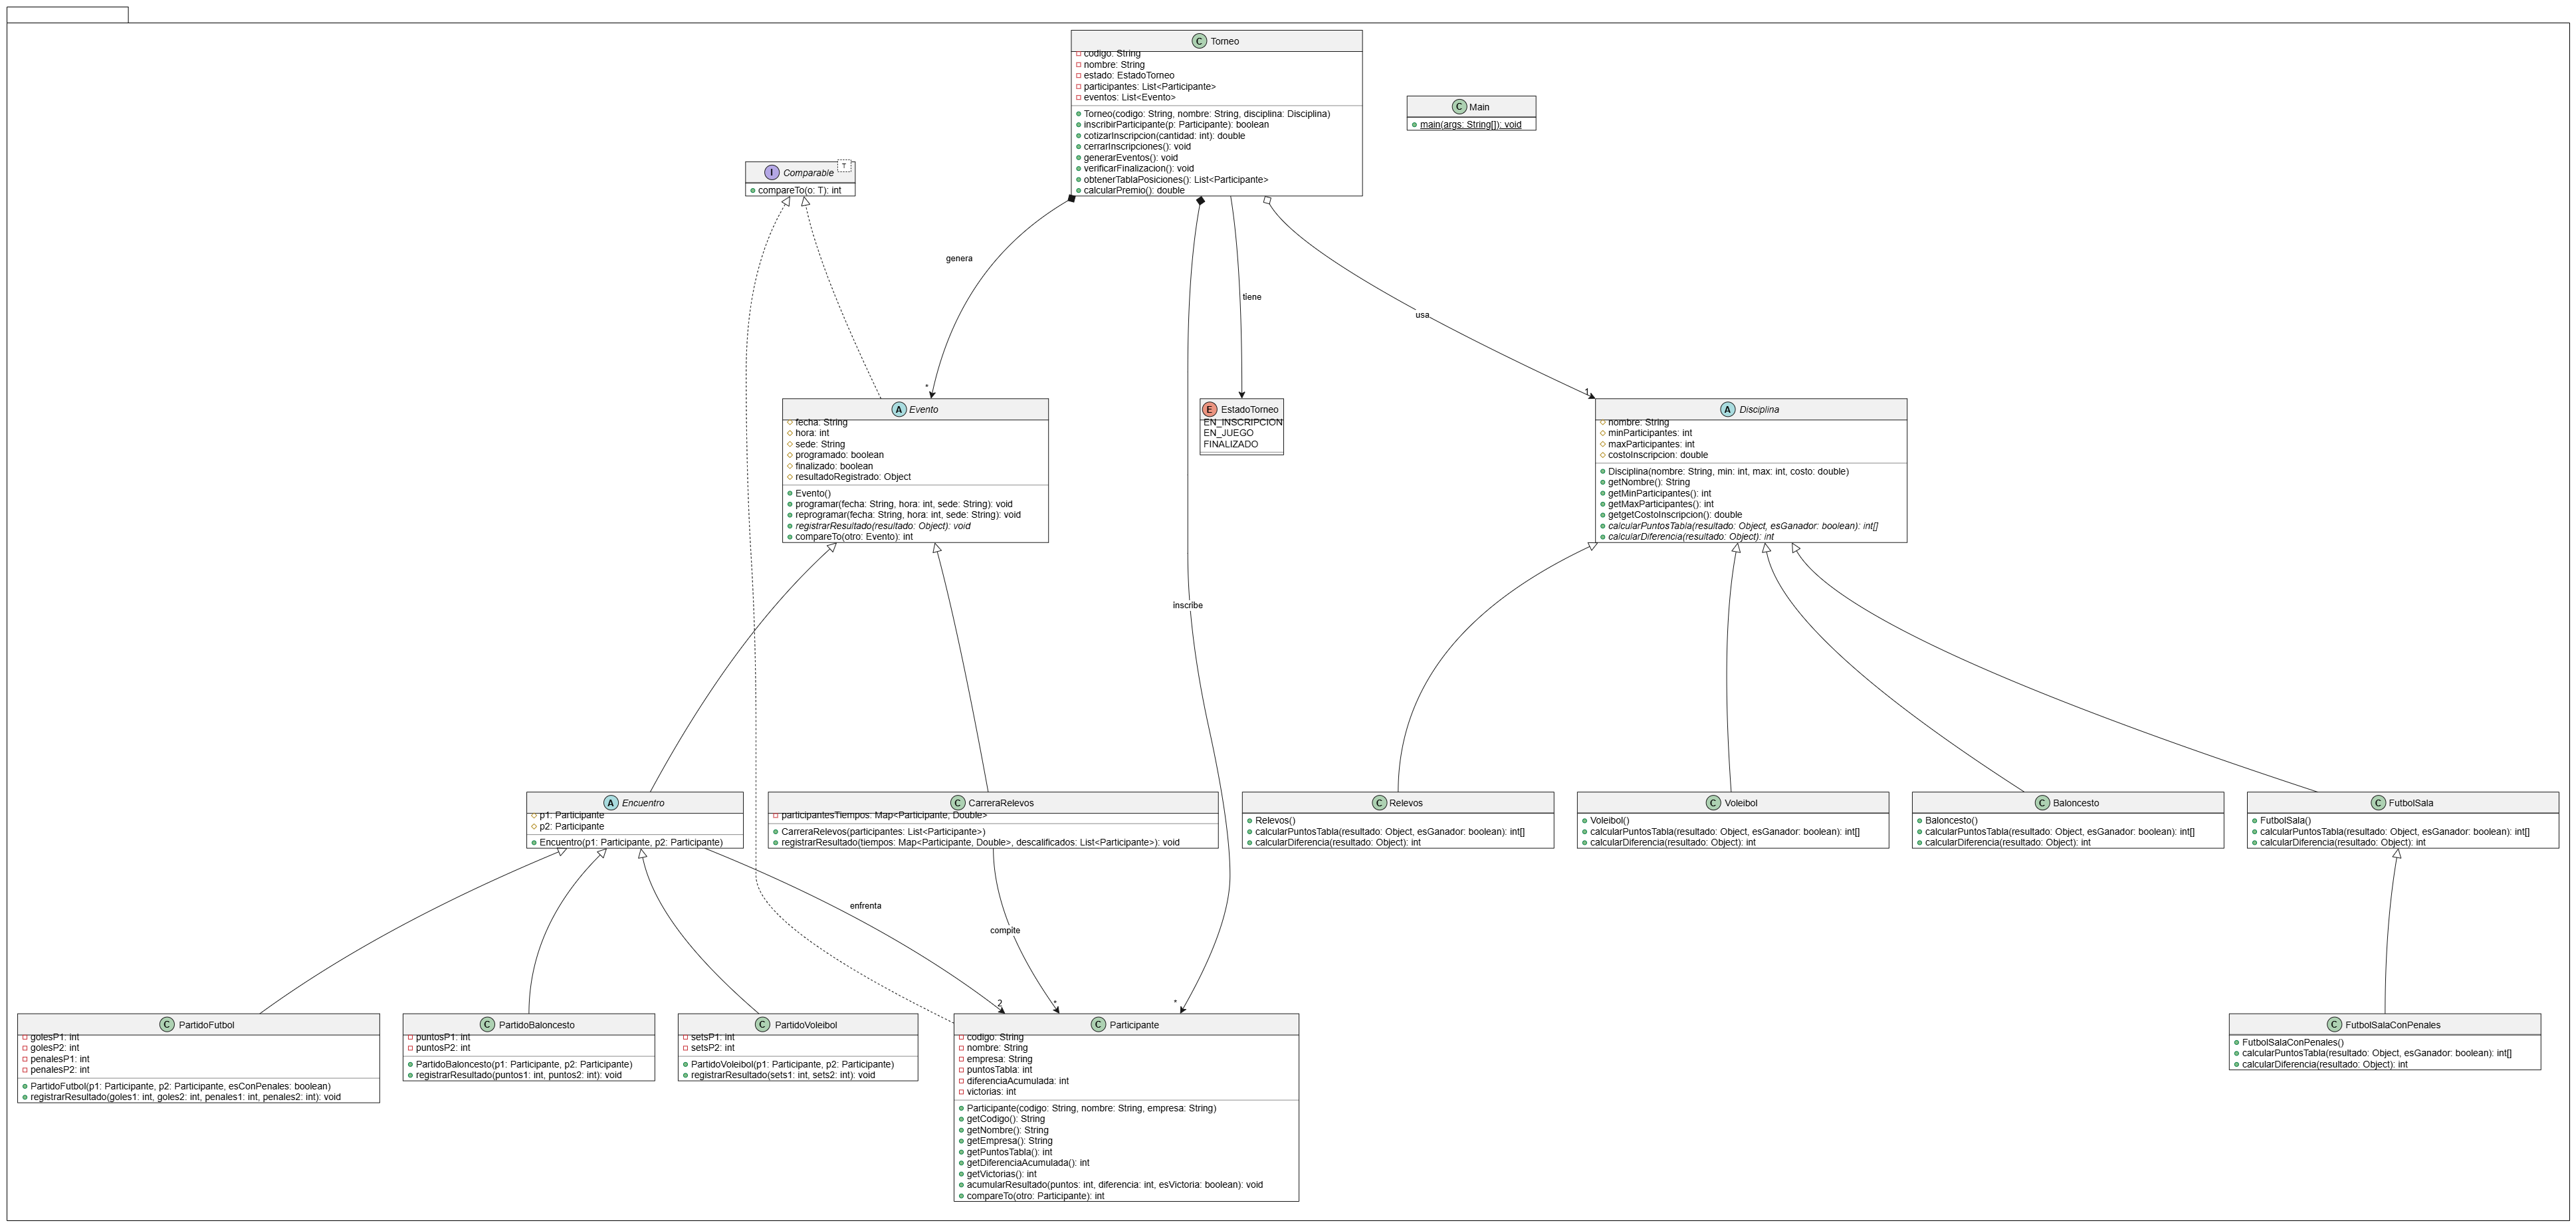 C Torneo
codigo: String
nombre: String
estado: EstadoTorneo
participantes: List<Participante>
eventos: List<Evento>
Torneo(codigo: String, nombre: String, disciplina: Disciplina)
inscribirParticipante(p: Participante): boolean
cotizarInscripcion(cantidad: int): double
cerrarInscripciones(): void
generarEventos(): void
verificarFinalizacion(): void
obtenerTablaPosiciones(): List<Participante>
calcularPremio(): double
C Main
main(args: String[]): void
I Comparable T
compareTo(o: T): int
genera
tiene
usa
*
1
A Evento
fecha: String
hora: int
sede: String
programado: boolean
finalizado: boolean
resultadoRegistrado: Object
Evento()
programar(fecha: String, hora: int, sede: String): void
reprogramar(fecha: String, hora: int, sede: String): void
registrarResultado(resultado: Object): void
compareTo(otro: Evento): int
E EstadoTorneo
EN_INSCRIPCION
EN_JUEGO
FINALIZADO
A Disciplina
nombre: String
minParticipantes: int
maxParticipantes: int
costoInscripcion: double
Disciplina(nombre: String, min: int, max: int, costo: double)
getNombre(): String
getMinParticipantes(): int
getMaxParticipantes(): int
getgetCostoInscripcion(): double
calcularPuntosTabla(resultado: Object, esGanador: boolean): int[]
calcularDiferencia(resultado: Object): int
inscribe
A Encuentro
p1: Participante
p2: Participante
Encuentro(p1: Participante, p2: Participante)
C CarreraRelevos
participantesTiempos: Map<Participante, Double>
CarreraRelevos(participantes: List<Participante>)
registrarResultado(tiempos: Map<Participante, Double>, descalificados: List<Participante>): void
C Relevos
Relevos()
calcularPuntosTabla(resultado: Object, esGanador: boolean): int[]
calcularDiferencia(resultado: Object): int
C Voleibol
Voleibol()
calcularPuntosTabla(resultado: Object, esGanador: boolean): int[]
calcularDiferencia(resultado: Object): int
C Baloncesto
Baloncesto()
calcularPuntosTabla(resultado: Object, esGanador: boolean): int[]
calcularDiferencia(resultado: Object): int
C FutbolSala
FutbolSala()
calcularPuntosTabla(resultado: Object, esGanador: boolean): int[]
calcularDiferencia(resultado: Object): int
enfrenta
compite
2
*
*
C PartidoFutbol
golesP1: int
golesP2: int
penalesP1: int
penalesP2: int
PartidoFutbol(p1: Participante, p2: Participante, esConPenales: boolean)
registrarResultado(goles1: int, goles2: int, penales1: int, penales2: int): void
C PartidoBaloncesto
puntosP1: int
puntosP2: int
PartidoBaloncesto(p1: Participante, p2: Participante)
registrarResultado(puntos1: int, puntos2: int): void
C PartidoVoleibol
setsP1: int
setsP2: int
PartidoVoleibol(p1: Participante, p2: Participante)
registrarResultado(sets1: int, sets2: int): void
C Participante
codigo: String
nombre: String
empresa: String
puntosTabla: int
diferenciaAcumulada: int
victorias: int
Participante(codigo: String, nombre: String, empresa: String)
getCodigo(): String
getNombre(): String
getEmpresa(): String
getPuntosTabla(): int
getDiferenciaAcumulada(): int
getVictorias(): int
acumularResultado(puntos: int, diferencia: int, esVictoria: boolean): void
compareTo(otro: Participante): int
C FutbolSalaConPenales
FutbolSalaConPenales()
calcularPuntosTabla(resultado: Object, esGanador: boolean): int[]
calcularDiferencia(resultado: Object): int